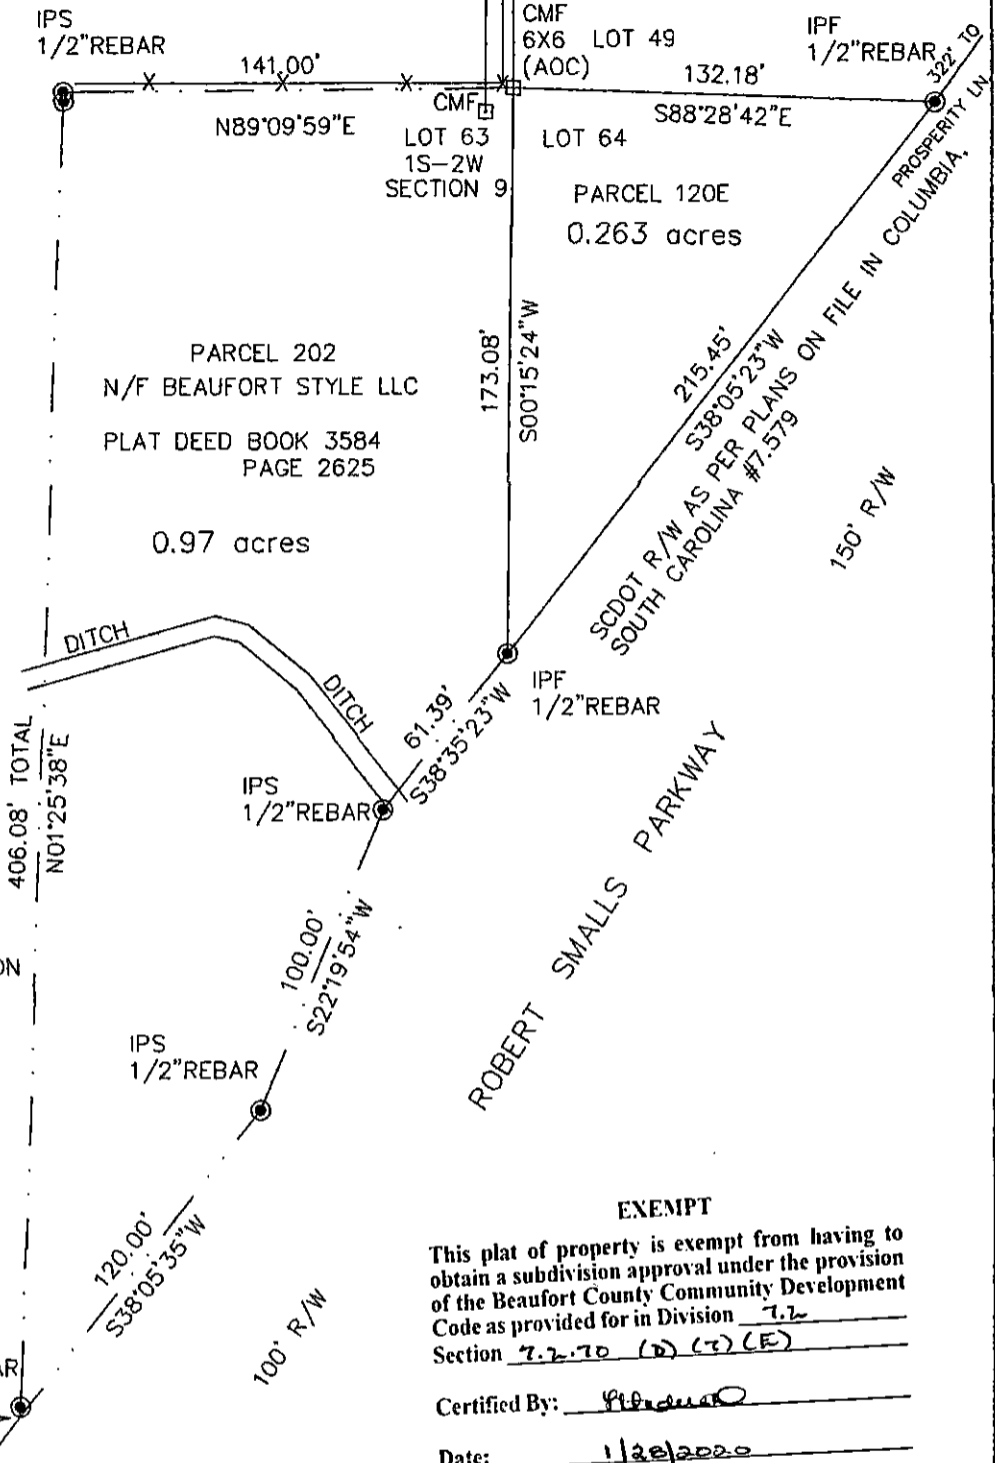 IPS
1/2"REBAR
141.00'
N89°09'59"E
CMF
6X6 LOT 49
(AOC)
CMF
LOT 63
1S-2W
SECTION 9
132.18'
S88°28'42"E
IPF
1/2"REBAR
322' TO
PROSPERITY LN.
LOT 64
PARCEL 120E
0.263 acres
173.08'
S00°15'24"W
215.45'
S38°05'23"W
SCDOT R/W AS PER PLANS ON FILE IN COLUMBIA,
SOUTH CAROLINA #7.579
150' R/W
PARCEL 202
N/F BEAUFORT STYLE LLC
PLAT DEED BOOK 3584
PAGE 2625
0.97 acres
DITCH
DITCH
IPF
1/2"REBAR
61.39'
S38°35'23"W
IPS
1/2"REBAR
406.08' TOTAL
N01°25'38"E
ROBERT SMALLS PARKWAY
100.00'
S22°19'54"W
ON
IPS
1/2"REBAR
120.00'
S38°05'35"W
100' R/W
AR
EXEMPT
This plat of property is exempt from having to
obtain a subdivision approval under the provision
of the Beaufort County Community Development
Code as provided for in Division 7.2
Section 7.2.70 (D) (7) (E)
Certified By:
Date: 1/28/2020